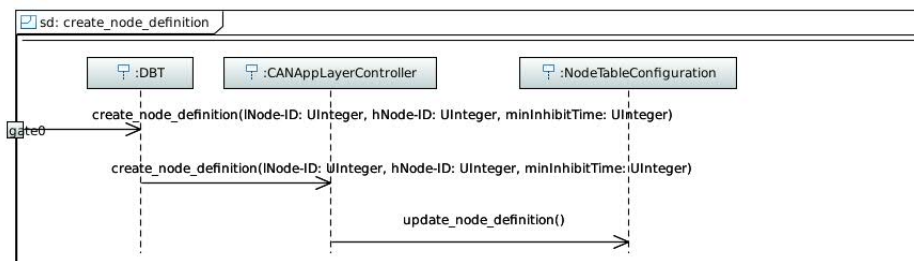 sd: create_node_definition
:DBT
:CANAppLayerController
:NodeTableConfiguration
create_node_definition(lNode-ID: UInteger, hNode-ID: UInteger, minInhibitTime: UInteger)
gate0
create_node_definition(lNode-ID: UInteger, hNode-ID: UInteger, minInhibitTime: UInteger)
update_node_definition()